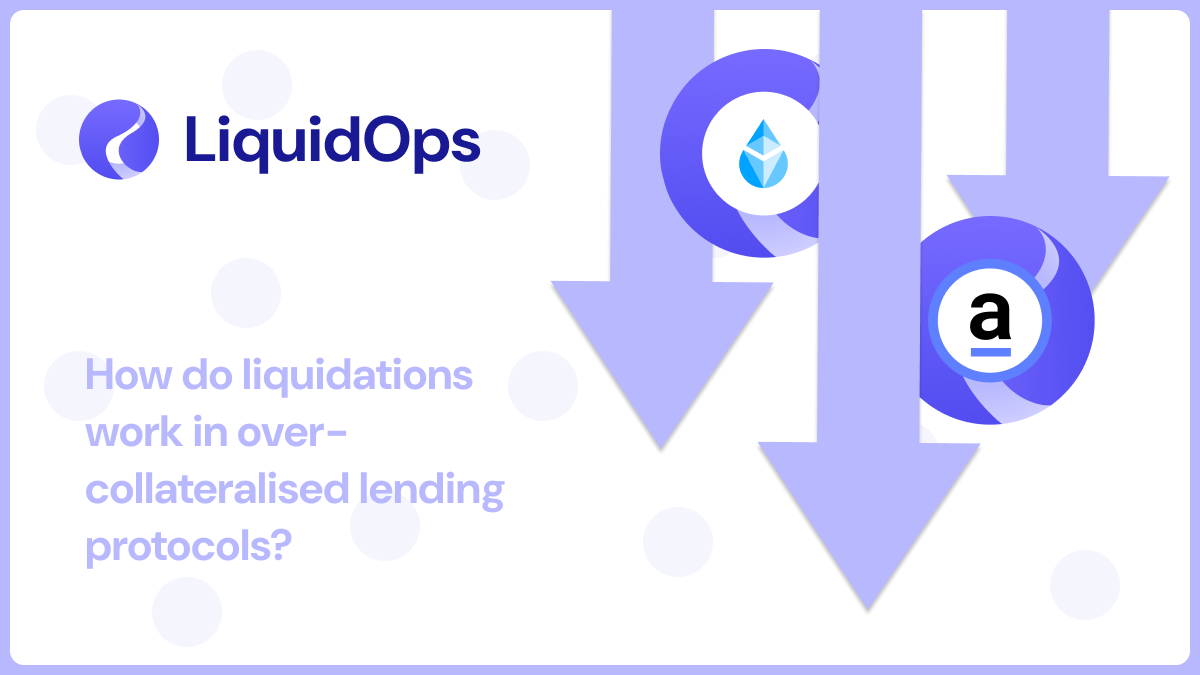 LiquidOps
How do liquidations
work in over-
collateralised lending
protocols?
a